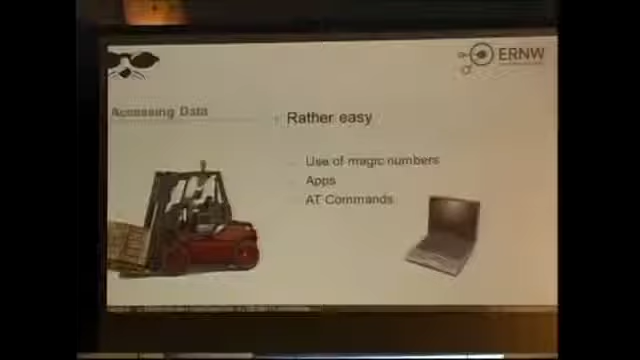 ERNW
Accessing Data
Rather easy
Use of magic numbers
Apps
AT Commands